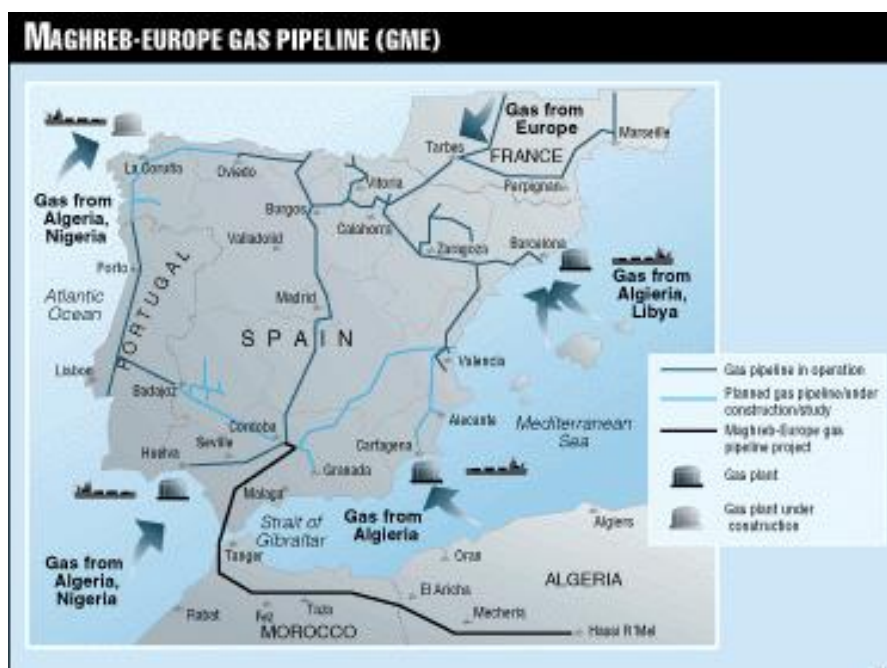 MAGHREB-EUROPE GAS PIPELINE (GME)
Gas from
Europe
Marseille
Tarbes
FRANCE
La Coruña
Oviedo
Vitoria
Perpignan
Gas from
Algeria,
Nigeria
Burgos
Calahorra
Valladolid
Zaragoza
Barcelona
Porto
PORTUGAL
Gas from
Algieria,
Libya
Atlantic
Ocean
Madrid
SPAIN
Lisboa
Badajoz
Valencia
Gas pipeline in operation
Planned gas pipeline/under
construction/study
Maghreb-Europe gas
pipeline project
Gas plant
Gas plant under
construction
Cordoba
Alecante
Mediterranean
Sea
Seville
Huelva
Cartagena
Granada
Malaga
Strait of
Gibraltar
Gas from
Algieria
Algiers
Gas from
Algeria,
Nigeria
Tanger
Oran
ALGERIA
El Aricha
Rabat
Fez
Taza
Mecheria
MOROCCO
Hassi R'Mel